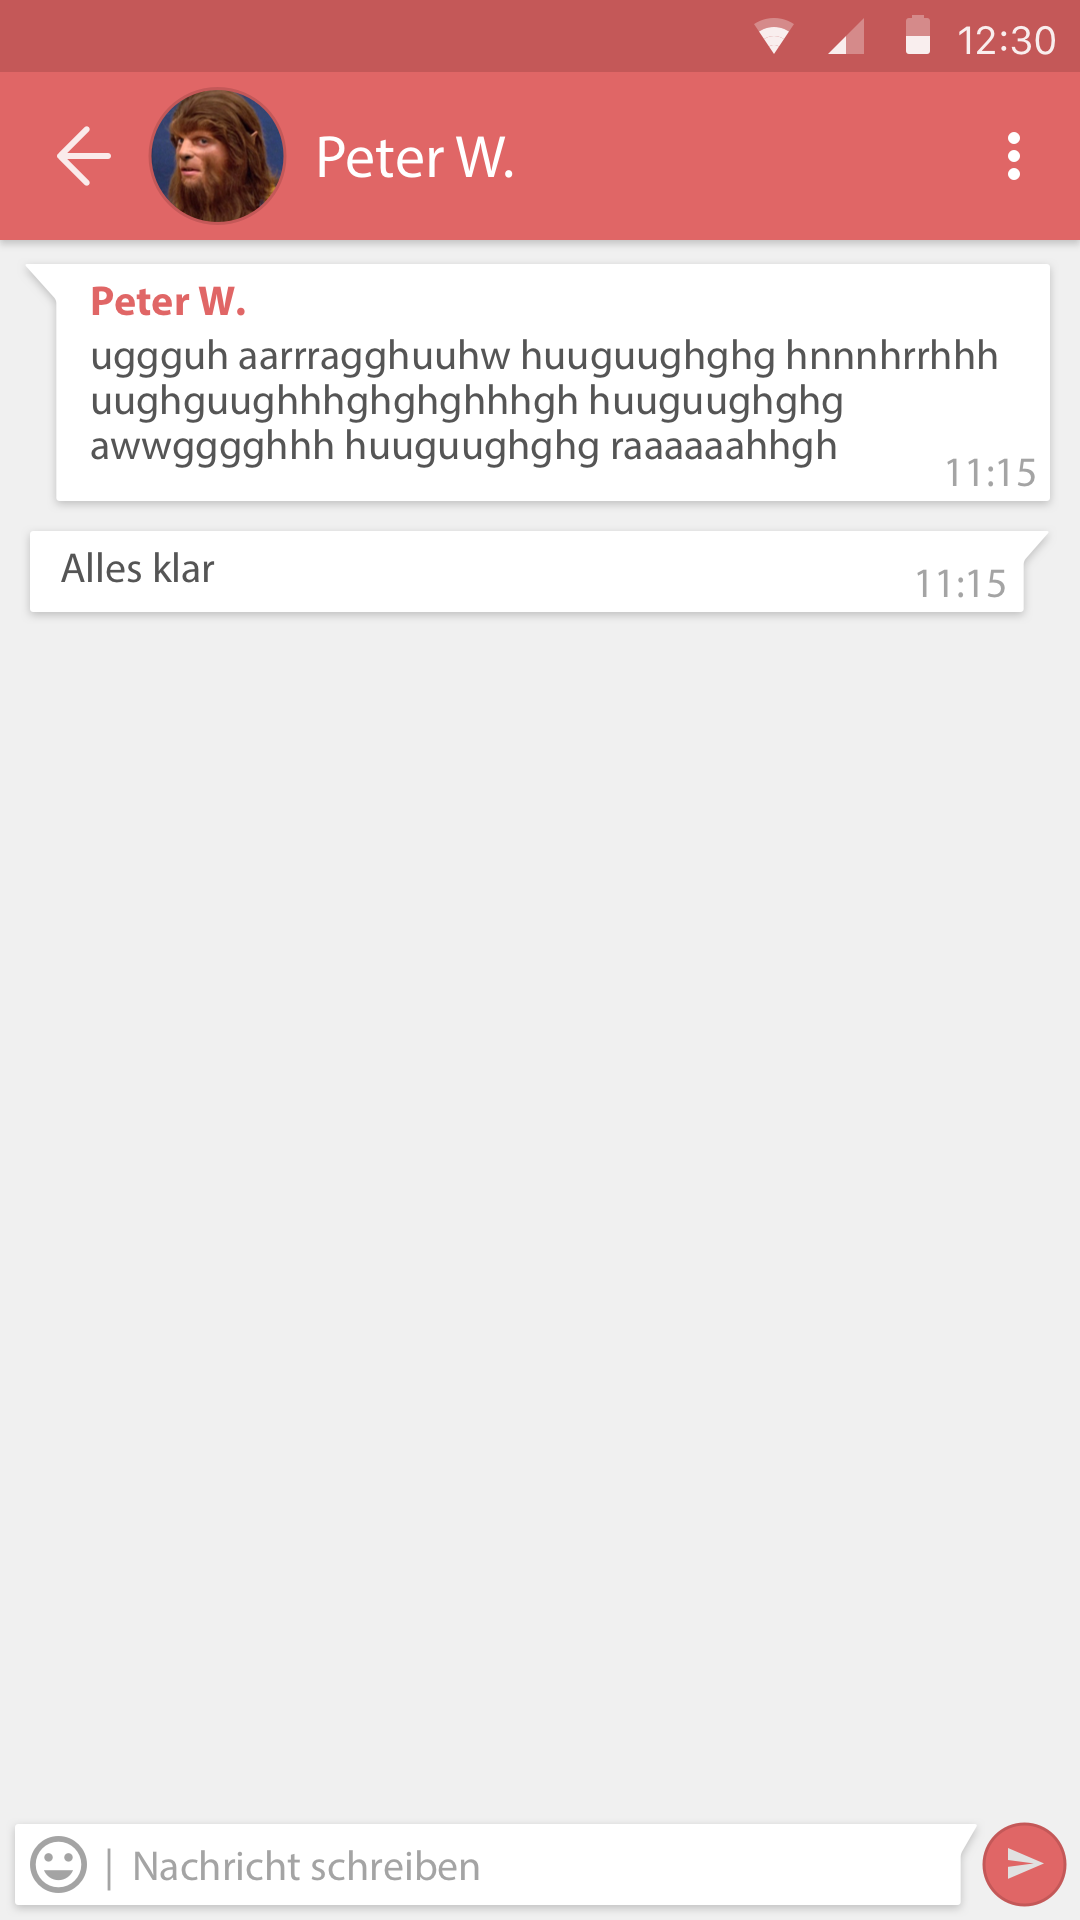 12:30
Peter W.
Peter W.
uggguh aarrragghuuhw huuguughghg hnnnhrrhhh
uughguughhhghghghhhgh huuguughghg
awwgggghhh huuguughghg raaaaaahhgh
11:15
Alles klar
11:15
Nachricht schreiben